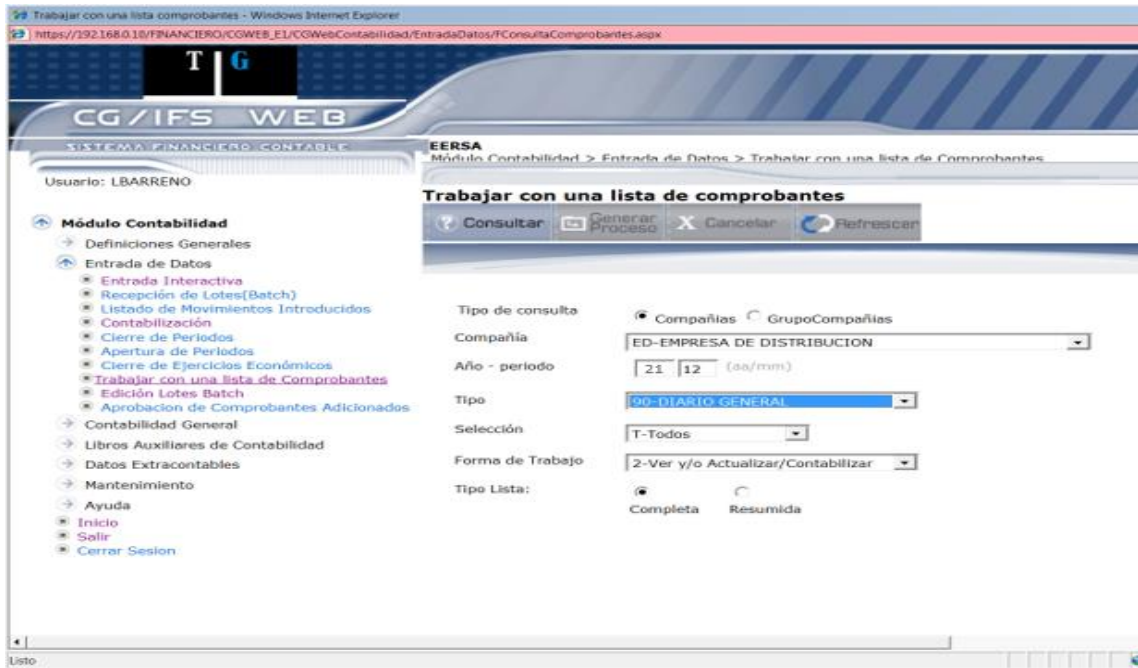 Trabajar con una lista comprobantes - Windows Internet Explorer
https://192.168.0.10/FINANCIERO/CGWEB_E1/CGWebContabilidad/EntradaDatos/FConsultaComprobantes.aspx
T G
CG/IFS WEB
SISTEMA FINANCIERO CONTABLE
Usuario: LBARRENO
Módulo Contabilidad
Definiciones Generales
Entrada de Datos
Entrada Interactiva
Recepción de Lotes(Batch)
Listado de Movimientos Introducidos
Contabilización
Cierre de Periodos
Apertura de Periodos
Cierre de Ejercicios Económicos
Trabajar con una lista de Comprobantes
Edición Lotes Batch
Aprobacion de Comprobantes Adicionados
Contabilidad General
Libros Auxiliares de Contabilidad
Datos Extracontables
Mantenimiento
Ayuda
Inicio
Salir
Cerrar Sesion
EERSA
Módulo Contabilidad > Entrada de Datos > Trabajar con una lista de Comprobantes
Trabajar con una lista de comprobantes
Consultar Generar Proceso Cancelar Refrescar
Tipo de consulta Compañias GrupoCompañias
Compañía ED-EMPRESA DE DISTRIBUCION
Año - periodo 21 12 (aa/mm)
Tipo 90-DIARIO GENERAL
Selección T-Todos
Forma de Trabajo 2-Ver y/o Actualizar/Contabilizar
Tipo Lista:
Completa Resumida
Listo